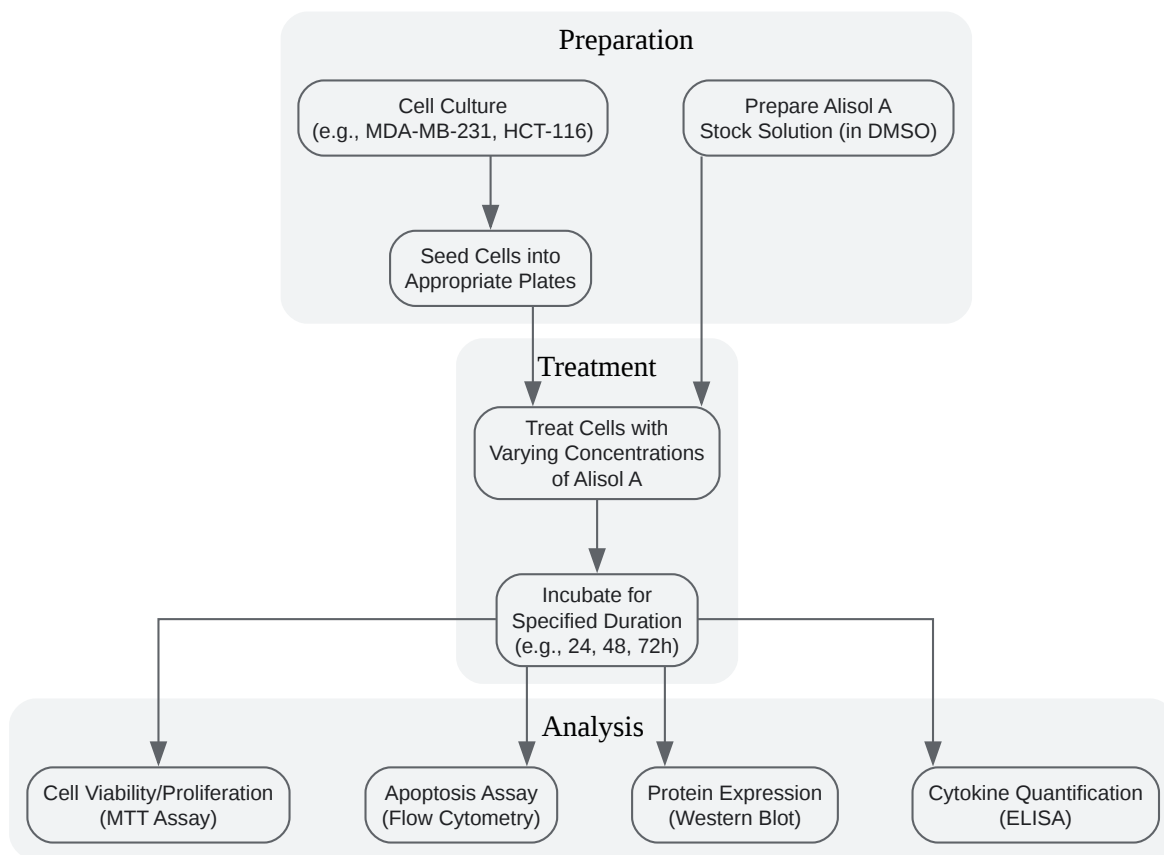 Preparation
Cell Culture
(e.g., MDA-MB-231, HCT-116)
Prepare Alisol A
Stock Solution (in DMSO)
Seed Cells into
Appropriate Plates
Treatment
Treat Cells with
Varying Concentrations
of Alisol A
Incubate for
Specified Duration
(e.g., 24, 48, 72h)
Analysis
Cell Viability/Proliferation
(MTT Assay)
Apoptosis Assay
(Flow Cytometry)
Protein Expression
(Western Blot)
Cytokine Quantification
(ELISA)